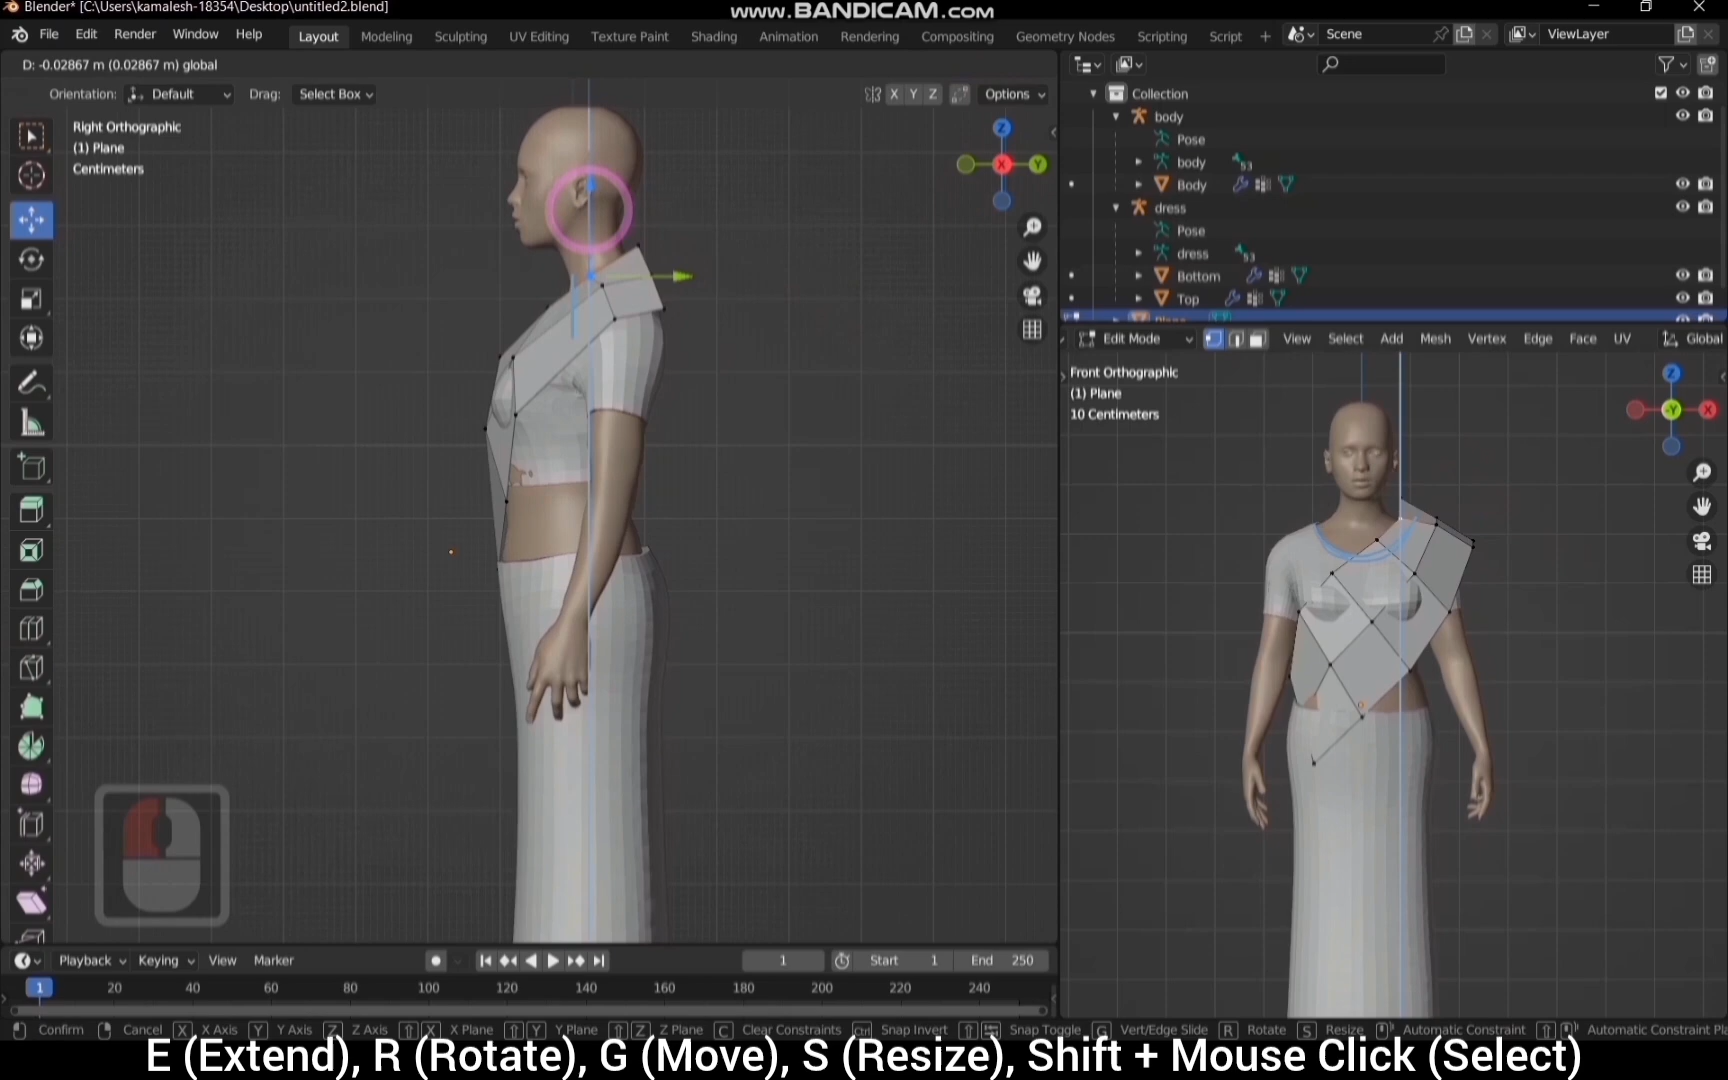 Blender* [C:\Users\kamalesh-18354\Desktop\untitled2.blend]
www.BANDICAM.com
File Edit Render Window Help Layout Modeling Sculpting UV Editing Texture Paint Shading Animation Rendering Compositing Geometry Nodes Scripting Script + Scene ViewLayer
D: -0.02867 m (0.02867 m) global
Orientation: Default Drag: Select Box X Y Z Options
Right Orthographic
(1) Plane
Centimeters
Z
X
Y
Collection
body
Pose
body 53
Body
dress
Pose
dress 53
Bottom
Top
Edit Mode View Select Add Mesh Vertex Edge Face UV Global
Front Orthographic
(1) Plane
10 Centimeters
Z
-Y
X
Playback Keying View Marker 1 Start 1 End 250
1 20 40 60 80 100 120 140 160 180 200 220 240
Confirm Cancel X X Axis Y Y Axis Z Z Axis X X Plane Y Y Plane Z Z Plane C Clear Constraints Ctrl Snap Invert Snap Toggle G Vert/Edge Slide R Rotate S Resize Automatic Constraint Automatic Constraint Pl
E (Extend), R (Rotate), G (Move), S (Resize), Shift + Mouse Click (Select)